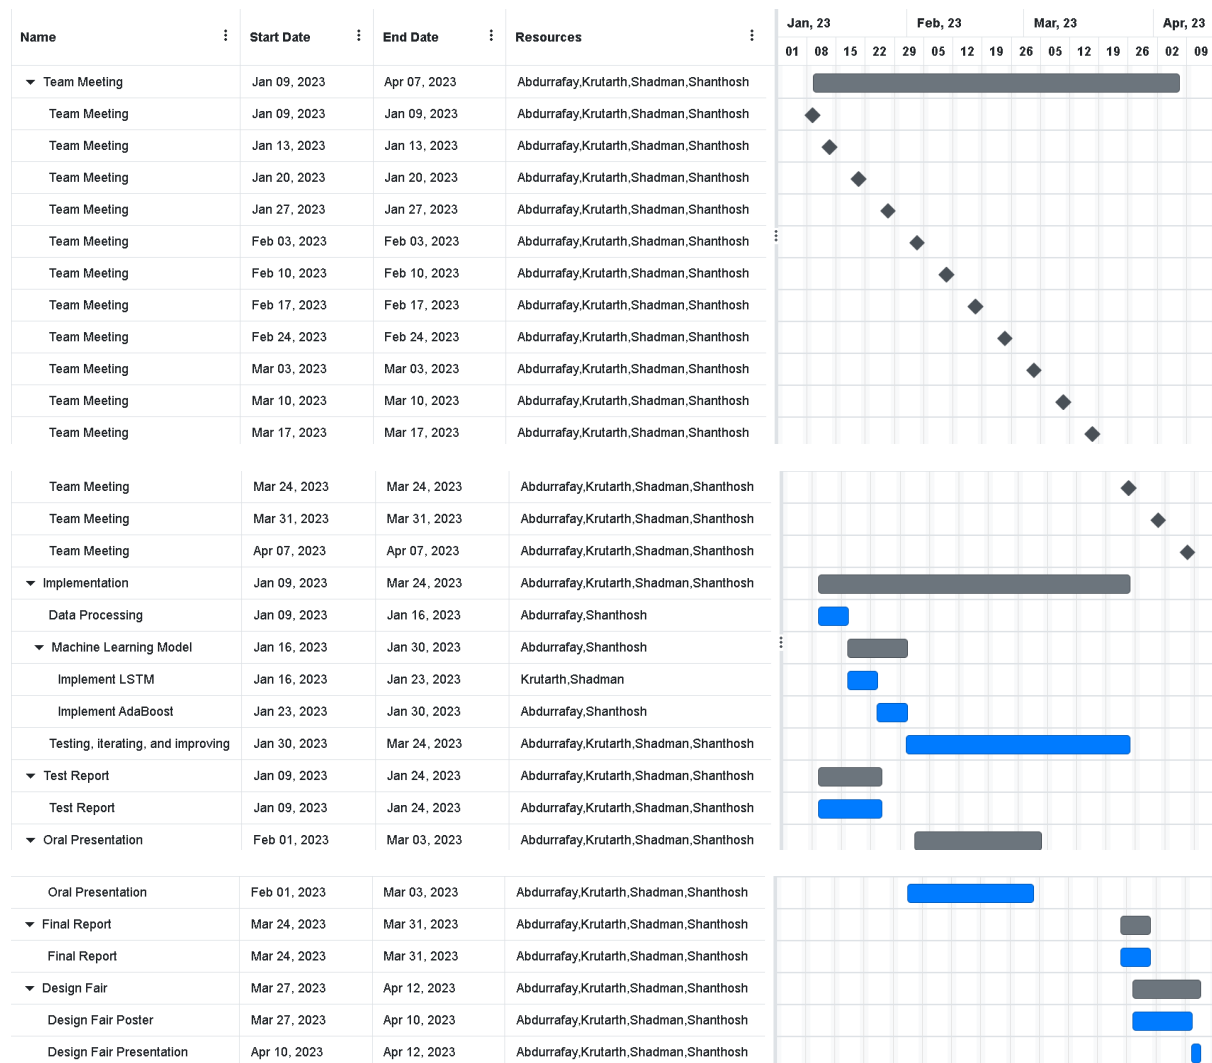 Name Start Date End Date Resources Jan, 23 Feb, 23 Mar, 23 Apr, 23
01 08 15 22 29 05 12 19 26 05 12 19 26 02 09
Team Meeting Jan 09, 2023 Apr 07, 2023 Abdurrafay,Krutarth,Shadman,Shanthosh
Team Meeting Jan 09, 2023 Jan 09, 2023 Abdurrafay,Krutarth,Shadman,Shanthosh
Team Meeting Jan 13, 2023 Jan 13, 2023 Abdurrafay,Krutarth,Shadman,Shanthosh
Team Meeting Jan 20, 2023 Jan 20, 2023 Abdurrafay,Krutarth,Shadman,Shanthosh
Team Meeting Jan 27, 2023 Jan 27, 2023 Abdurrafay,Krutarth,Shadman,Shanthosh
Team Meeting Feb 03, 2023 Feb 03, 2023 Abdurrafay,Krutarth,Shadman,Shanthosh
Team Meeting Feb 10, 2023 Feb 10, 2023 Abdurrafay,Krutarth,Shadman,Shanthosh
Team Meeting Feb 17, 2023 Feb 17, 2023 Abdurrafay,Krutarth,Shadman,Shanthosh
Team Meeting Feb 24, 2023 Feb 24, 2023 Abdurrafay,Krutarth,Shadman,Shanthosh
Team Meeting Mar 03, 2023 Mar 03, 2023 Abdurrafay,Krutarth,Shadman,Shanthosh
Team Meeting Mar 10, 2023 Mar 10, 2023 Abdurrafay,Krutarth,Shadman,Shanthosh
Team Meeting Mar 17, 2023 Mar 17, 2023 Abdurrafay,Krutarth,Shadman,Shanthosh
Team Meeting Mar 24, 2023 Mar 24, 2023 Abdurrafay,Krutarth,Shadman,Shanthosh
Team Meeting Mar 31, 2023 Mar 31, 2023 Abdurrafay,Krutarth,Shadman,Shanthosh
Team Meeting Apr 07, 2023 Apr 07, 2023 Abdurrafay,Krutarth,Shadman,Shanthosh
Implementation Jan 09, 2023 Mar 24, 2023 Abdurrafay,Krutarth,Shadman,Shanthosh
Data Processing Jan 09, 2023 Jan 16, 2023 Abdurrafay,Shanthosh
Machine Learning Model Jan 16, 2023 Jan 30, 2023 Abdurrafay,Shanthosh
Implement LSTM Jan 16, 2023 Jan 23, 2023 Krutarth,Shadman
Implement AdaBoost Jan 23, 2023 Jan 30, 2023 Abdurrafay,Shanthosh
Testing, iterating, and improving Jan 30, 2023 Mar 24, 2023 Abdurrafay,Krutarth,Shadman,Shanthosh
Test Report Jan 09, 2023 Jan 24, 2023 Abdurrafay,Krutarth,Shadman,Shanthosh
Test Report Jan 09, 2023 Jan 24, 2023 Abdurrafay,Krutarth,Shadman,Shanthosh
Oral Presentation Feb 01, 2023 Mar 03, 2023 Abdurrafay,Krutarth,Shadman,Shanthosh
Oral Presentation Feb 01, 2023 Mar 03, 2023 Abdurrafay,Krutarth,Shadman,Shanthosh
Final Report Mar 24, 2023 Mar 31, 2023 Abdurrafay,Krutarth,Shadman,Shanthosh
Final Report Mar 24, 2023 Mar 31, 2023 Abdurrafay,Krutarth,Shadman,Shanthosh
Design Fair Mar 27, 2023 Apr 12, 2023 Abdurrafay,Krutarth,Shadman,Shanthosh
Design Fair Poster Mar 27, 2023 Apr 10, 2023 Abdurrafay,Krutarth,Shadman,Shanthosh
Design Fair Presentation Apr 10, 2023 Apr 12, 2023 Abdurrafay,Krutarth,Shadman,Shanthosh